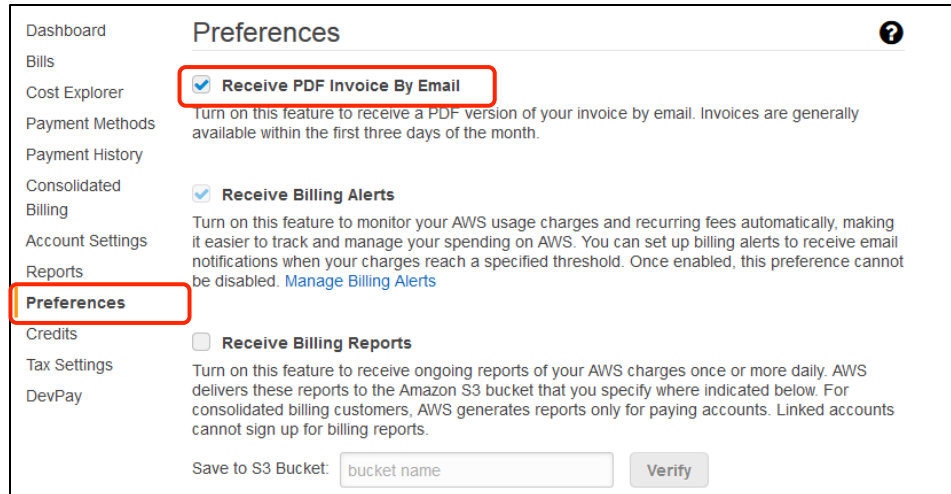 Dashboard
Bills
Cost Explorer
Payment Methods
Payment History
Consolidated
Billing
Account Settings
Reports
Preferences
Credits
Tax Settings
DevPay
Preferences
?
Receive PDF Invoice By Email
Turn on this feature to receive a PDF version of your invoice by email. Invoices are generally
available within the first three days of the month.
Receive Billing Alerts
Turn on this feature to monitor your AWS usage charges and recurring fees automatically, making
it easier to track and manage your spending on AWS. You can set up billing alerts to receive email
notifications when your charges reach a specified threshold. Once enabled, this preference cannot
be disabled. Manage Billing Alerts
Receive Billing Reports
Turn on this feature to receive ongoing reports of your AWS charges once or more daily. AWS
delivers these reports to the Amazon S3 bucket that you specify where indicated below. For
consolidated billing customers, AWS generates reports only for paying accounts. Linked accounts
cannot sign up for billing reports.
Save to S3 Bucket: bucket name Verify